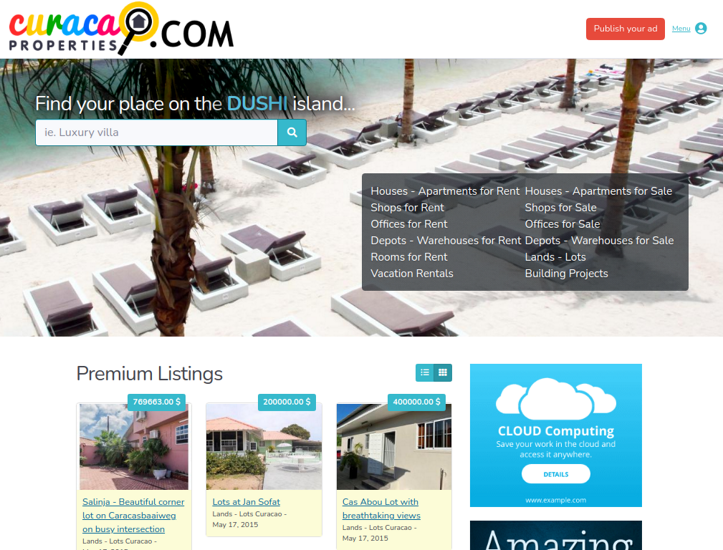 curacao
PROPERTIES .COM
Publish your ad
Menu
Find your place on the DUSHI island...
ie. Luxury villa
Houses - Apartments for Rent
Houses - Apartments for Sale
Shops for Rent
Shops for Sale
Offices for Rent
Offices for Sale
Depots - Warehouses for Rent
Depots - Warehouses for Sale
Rooms for Rent
Lands - Lots
Vacation Rentals
Building Projects
Premium Listings
769663.00 $
200000.00 $
400000.00 $
Salinja - Beautiful corner
lot on Caracasbaaiweg
on busy intersection
Lands - Lots Curacao -
Lots at Jan Sofat
Lands - Lots Curacao -
May 17, 2015
Cas Abou Lot with
breathtaking views
Lands - Lots Curacao -
May 17, 2015
CLOUD Computing
Save your work in the cloud and
access it anywhere.
DETAILS
www.example.com
Amazing